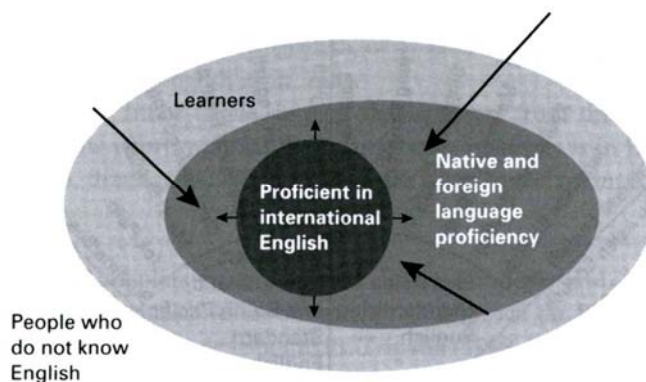 Learners
Native and
foreign
language
proficiency
Proficient in
international
English
People who
do not know
English